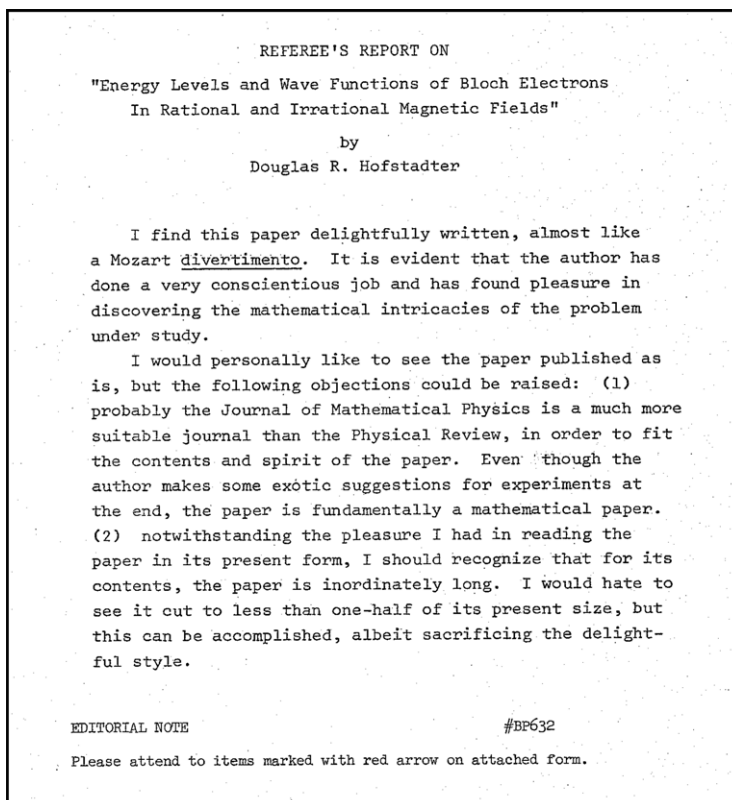 REFEREE'S REPORT ON
"Energy Levels and Wave Functions of Bloch Electrons
In Rational and Irrational Magnetic Fields"
by
Douglas R. Hofstadter
I find this paper delightfully written, almost like
a Mozart divertimento. It is evident that the author has
done a very conscientious job and has found pleasure in
discovering the mathematical intricacies of the problem
under study.
I would personally like to see the paper published as
is, but the following objections could be raised: (1)
probably the Journal of Mathematical Physics is a much more
suitable journal than the Physical Review, in order to fit
the contents and spirit of the paper. Even though the
author makes some exotic suggestions for experiments at
the end, the paper is fundamentally a mathematical paper.
(2) notwithstanding the pleasure I had in reading the
paper in its present form, I should recognize that for its
contents, the paper is inordinately long. I would hate to
see it cut to less than one-half of its present size, but
this can be accomplished, albeit sacrificing the delight-
ful style.
EDITORIAL NOTE #BP632
Please attend to items marked with red arrow on attached form.